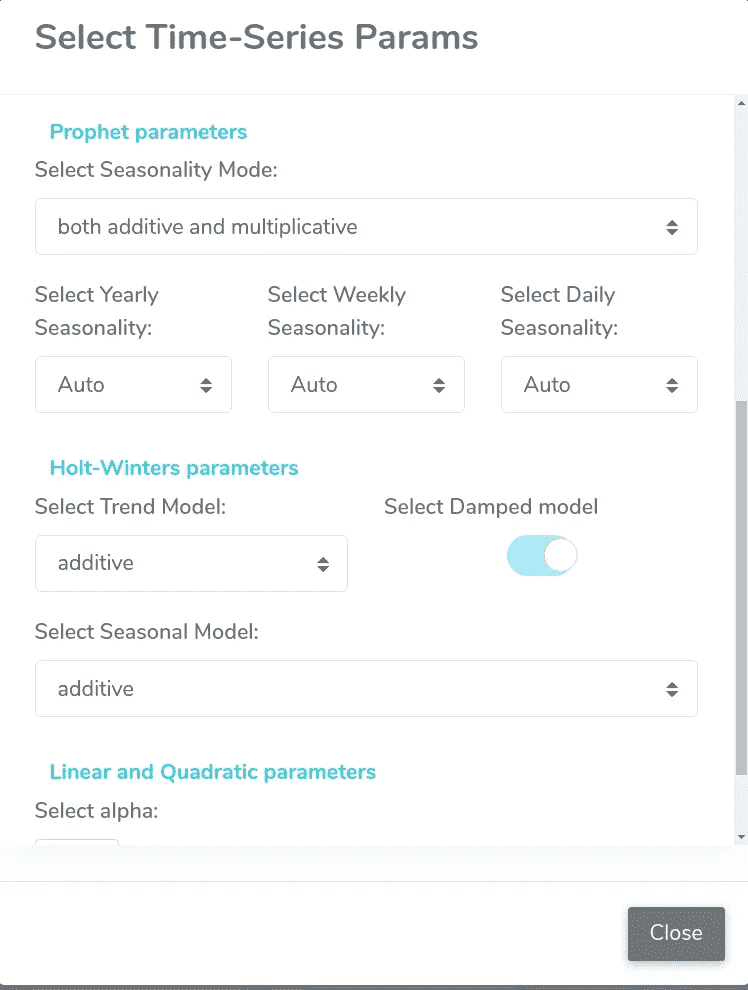 Select Time-Series Params
Prophet parameters
Select Seasonality Mode:
both additive and multiplicative
Select Yearly
Seasonality:
Select Weekly
Seasonality:
Select Daily
Seasonality:
Auto
Auto
Auto
Holt-Winters parameters
Select Trend Model:
Select Damped model
additive
Select Seasonal Model:
additive
Linear and Quadratic parameters
Select alpha:
Close